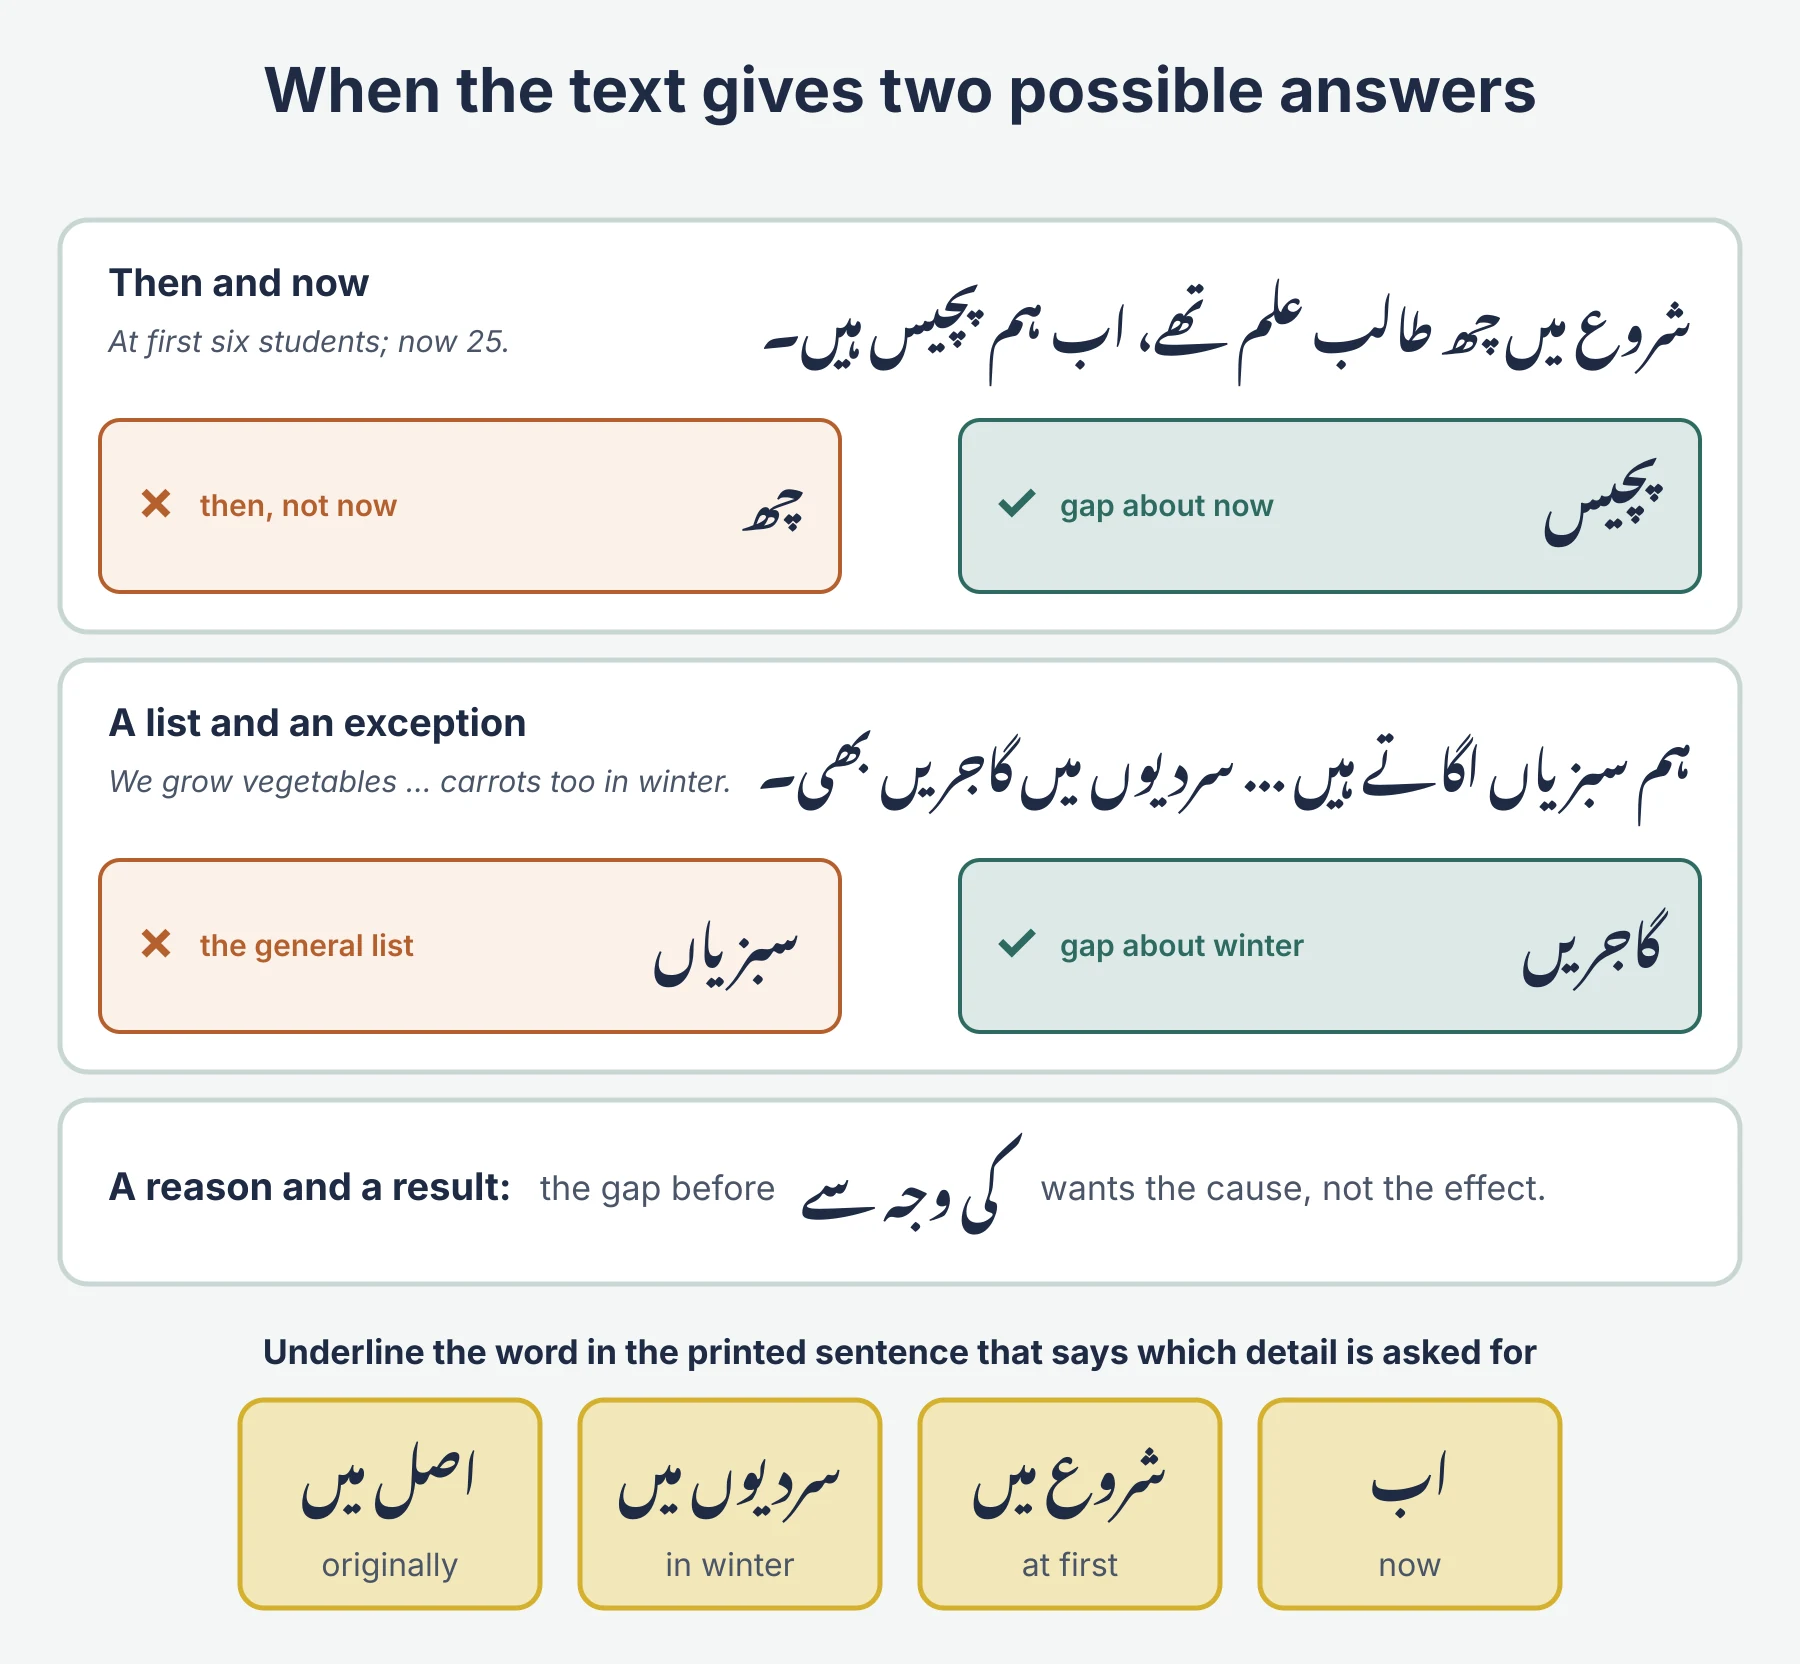 When the text gives two possible answers
Then and now
شروع میں چھ طالب علم تھے، اب ہم پچیس ہیں۔
At first six students; now 25.
✖ then, not now چھ
✔ gap about now پچیس
A list and an exception
ہم سبزیاں اگاتے ہیں ... سردیوں میں گاجریں بھی۔
We grow vegetables ... carrots too in winter.
✖ the general list سبزیاں
✔ gap about winter گاجریں
A reason and a result: the gap before کی وجہ سے wants the cause, not the effect.
Underline the word in the printed sentence that says which detail is asked for
اصل میں
originally
سردیوں میں
in winter
شروع میں
at first
اب
now